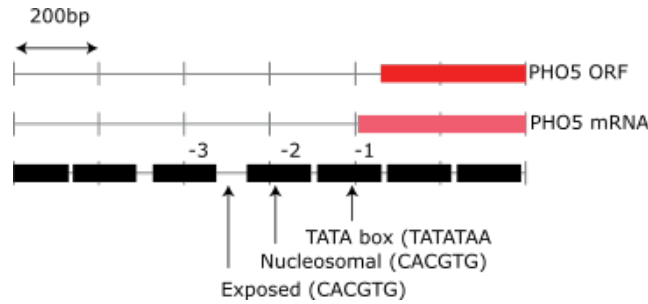 200bp
PHO5 ORF
PHO5 mRNA
-3 -2 -1
TATA box (TATATAA
Nucleosomal (CACGTG)
Exposed (CACGTG)